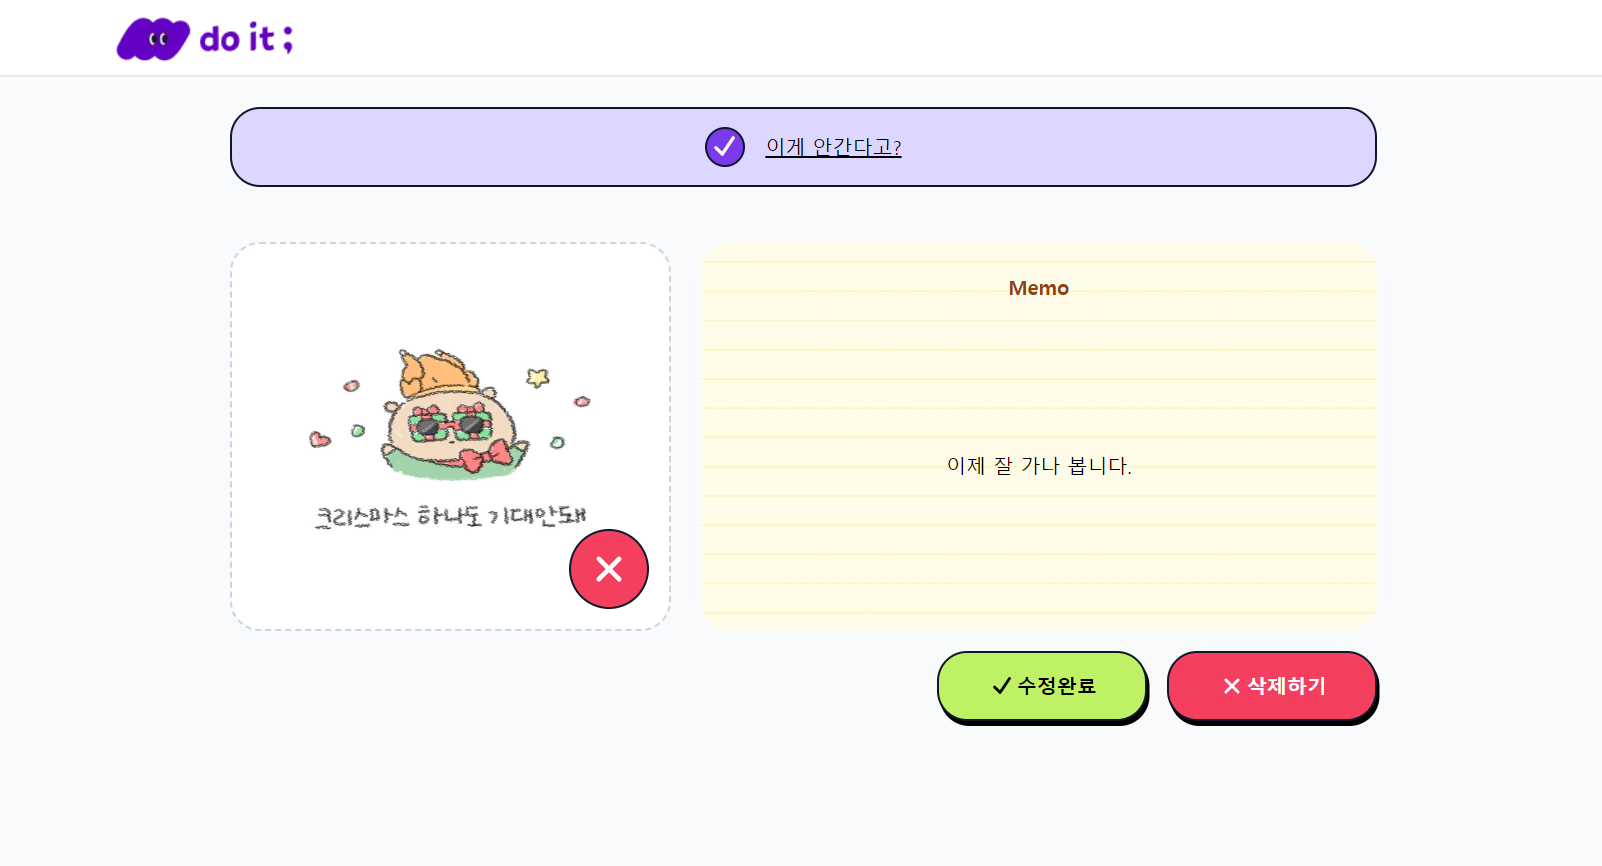 do it ;
이게 안간다고?
Memo
이제 잘 가나 봅니다.
크리스마스 하나도 기대안돼
수정완료
삭제하기